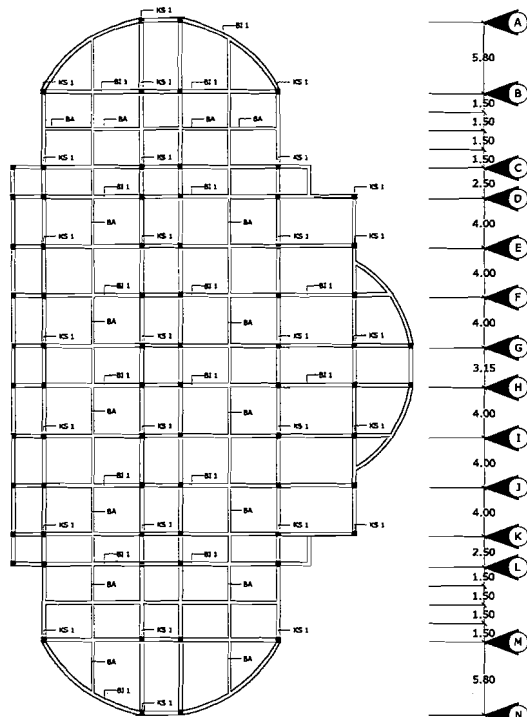 KS 1
BI 1
A
5.80
KS 1 BI 1 KS 1 BI 1 KS 1
B
1.50
BA BA BA BA
1.50
1.50
KS 1 KS 1 KS 1
1.50
C
2.50
BI 1 BI 1 KS 1
D
BA BA
4.00
KS 1 KS 1 KS 1 KS 1
E
4.00
BI 1 BI 1 BI 1
F
BA BA
4.00
KS 1 KS 1 KS 1 KS 1
G
3.15
BI 1 BI 1 BI 1
H
BA BA
4.00
KS 1 KS 1 KS 1 KS 1
I
4.00
BI 1 BI 1
J
BA BA
4.00
KS 1 KS 1 KS 1 KS 1
K
2.50
BI 1 BI 1
L
1.50
BA BA
1.50
1.50
KS 1 KS 1 KS 1
1.50
M
BA BA
5.80
BI 1
KS 1
N